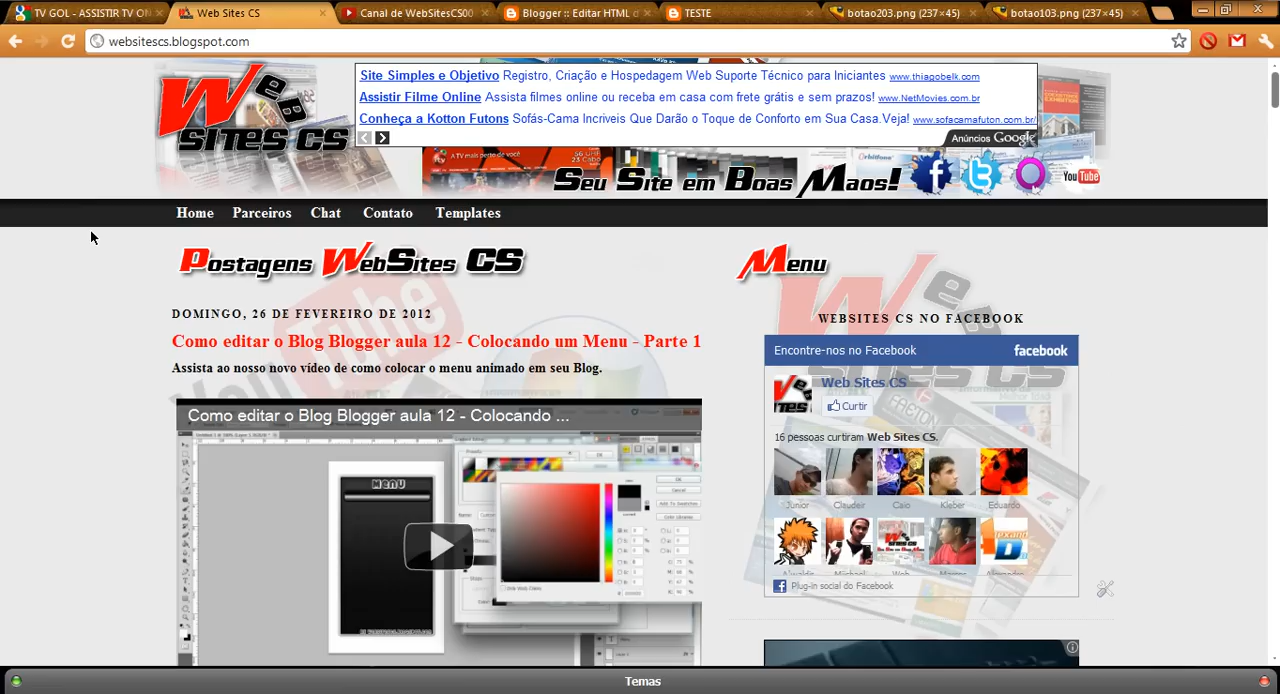 TV GOL - ASSISTIR TV ON
Web Sites CS
Canal de WebSitesCS00
Blogger :: Editar HTML d
TESTE
botao203.png (237×45)
botao103.png (237×45)
websitescs.blogspot.com
Web Sites CS
Site Simples e Objetivo Registro, Criação e Hospedagem Web Suporte Técnico para Iniciantes www.thiagobelk.com
Assistir Filme Online Assista filmes online ou receba em casa com frete grátis e sem prazos! www.NetMovies.com.br
Conheça a Kotton Futons Sofás-Cama Incriveis Que Darão o Toque de Conforto em Sua Casa.Veja! www.sofacamafuton.com.br/
Anúncios Google
Seu Site em Boas Maos!
You Tube
Home Parceiros Chat Contato Templates
Postagens WebSites CS
Menu
DOMINGO, 26 DE FEVEREIRO DE 2012
Como editar o Blog Blogger aula 12 - Colocando um Menu - Parte 1
Assista ao nosso novo vídeo de como colocar o menu animado em seu Blog.
Como editar o Blog Blogger aula 12 - Colocando ...
MENU
WEBSITES CS NO FACEBOOK
Encontre-nos no Facebook facebook
Web Sites CS
Curtir
16 pessoas curtiram Web Sites CS.
Junior Claudeir Caio Kleber Eduardo
Plug-in social do Facebook
Temas